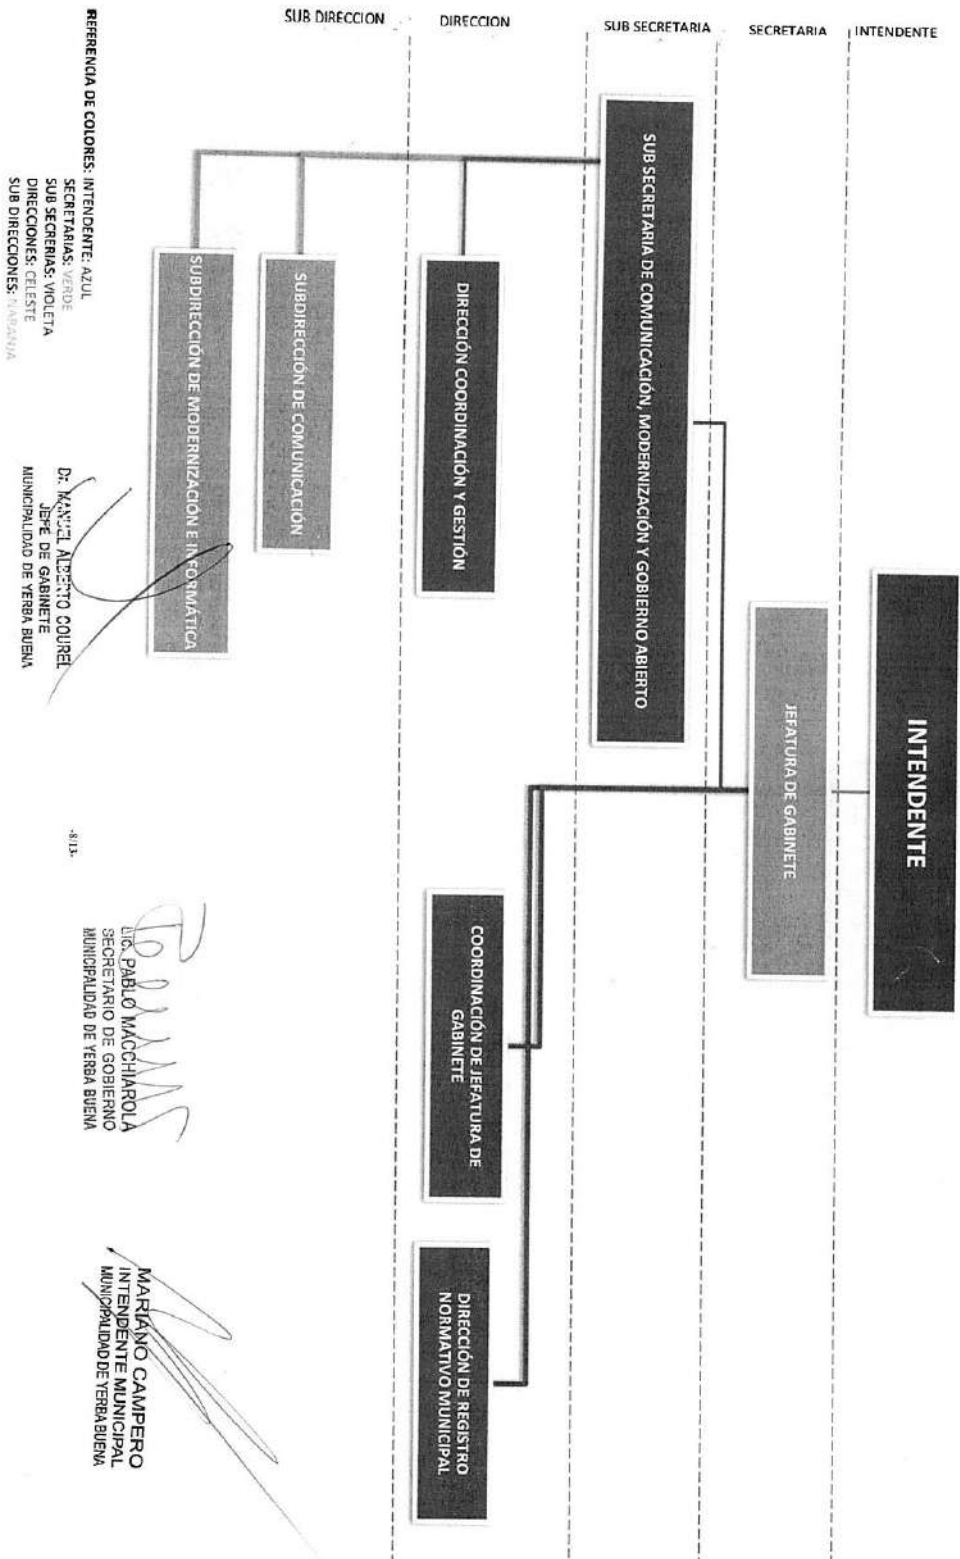 INTENDENTE
SECRETARIA
SUB SECRETARIA
DIRECCION
SUB DIRECCION
INTENDENTE
JEFATURA DE GABINETE
SUB SECRETARIA DE COMUNICACIÓN, MODERNIZACIÓN Y GOBIERNO ABIERTO
DIRECCIÓN COORDINACIÓN Y GESTIÓN
COORDINACIÓN DE JEFATURA DE
GABINETE
DIRECCIÓN DE REGISTRO
NORMATIVO MUNICIPAL
SUBDIRECCIÓN DE COMUNICACIÓN
SUBDIRECCIÓN DE MODERNIZACIÓN E INFORMÁTICA
REFERENCIA DE COLORES: INTENDENTE: AZUL
SECRETARIAS: VERDE
SUB SECRERIAS: VIOLETA
DIRECCIONES: CELESTE
SUB DIRECCIONES: NARANJA
Dr. MANUEL ALBERTO COUREL
JEFE DE GABINETE
MUNICIPALIDAD DE YERBA BUENA
-8/13-
LIC. PABLO MACCHIAROLA
SECRETARIO DE GOBIERNO
MUNICIPALIDAD DE YERBA BUENA
MARIANO CAMPERO
INTENDENTE MUNICIPAL
MUNICIPALIDAD DE YERBA BUENA